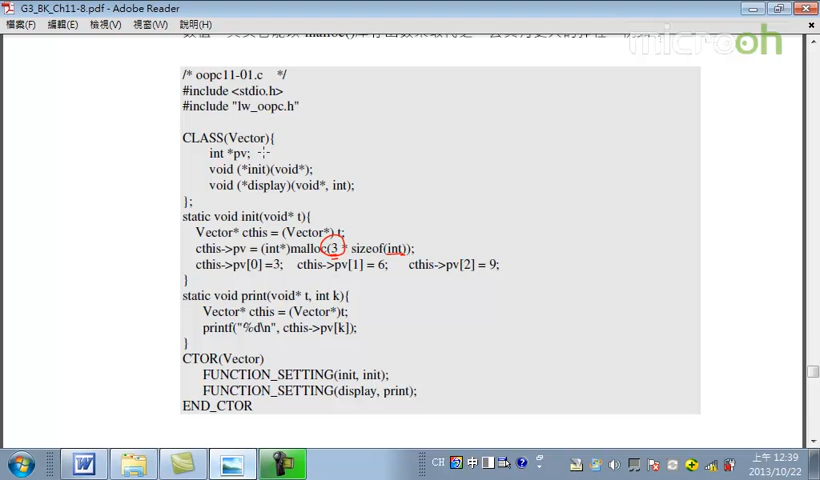 G3_BK_Ch11-8.pdf - Adobe Reader
檔案(F) 編輯(E) 檢視(V) 視窗(W) 說明(H)
microoh
/* oopc11-01.c */
#include <stdio.h>
#include "lw_oopc.h"
CLASS(Vector){
int *pv;
void (*init)(void*);
void (*display)(void*, int);
};
static void init(void* t){
Vector* cthis = (Vector*) t;
cthis->pv = (int*)malloc(3 * sizeof(int));
cthis->pv[0] =3; cthis->pv[1] = 6; cthis->pv[2] = 9;
}
static void print(void* t, int k){
Vector* cthis = (Vector*)t;
printf("%d\n", cthis->pv[k]);
}
CTOR(Vector)
FUNCTION_SETTING(init, init);
FUNCTION_SETTING(display, print);
END_CTOR
CH 中
上午 12:39
2013/10/22